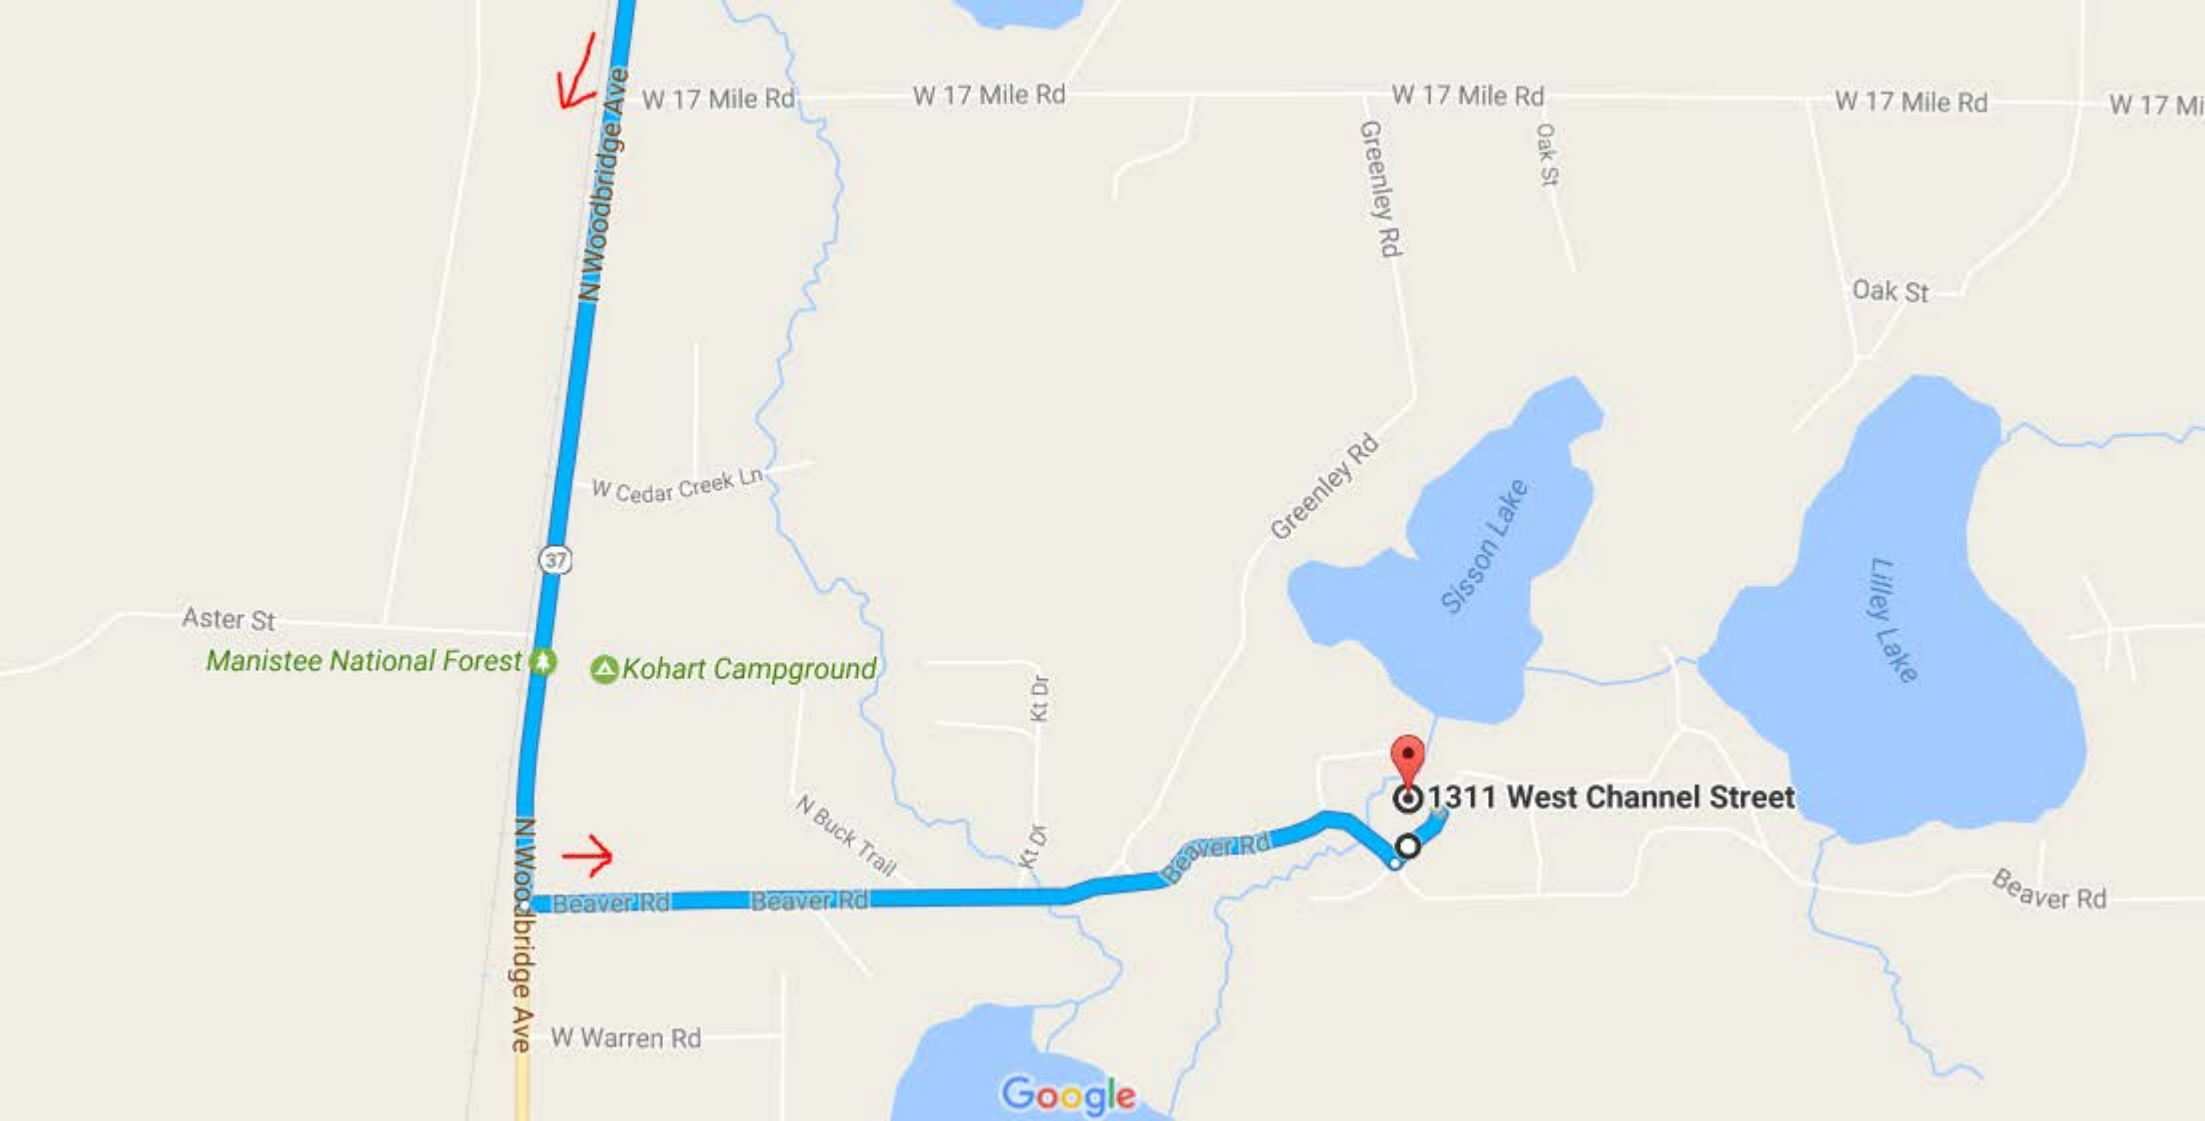 W 17 Mile Rd
W 17 Mile Rd
W 17 Mile Rd
W 17 Mile Rd
W 17 Mi
N Woodbridge Ave
Greenley Rd
Oak St
Oak St
Greenley Rd
W Cedar Creek Ln
Sisson Lake
37
Lilley Lake
Aster St
Manistee National Forest
Kohart Campground
Kt Dr
1311 West Channel Street
N Buck Trail
Kt Dr
Beaver Rd
N Woodbridge Ave
Beaver Rd
Beaver Rd
Beaver Rd
W Warren Rd
Google